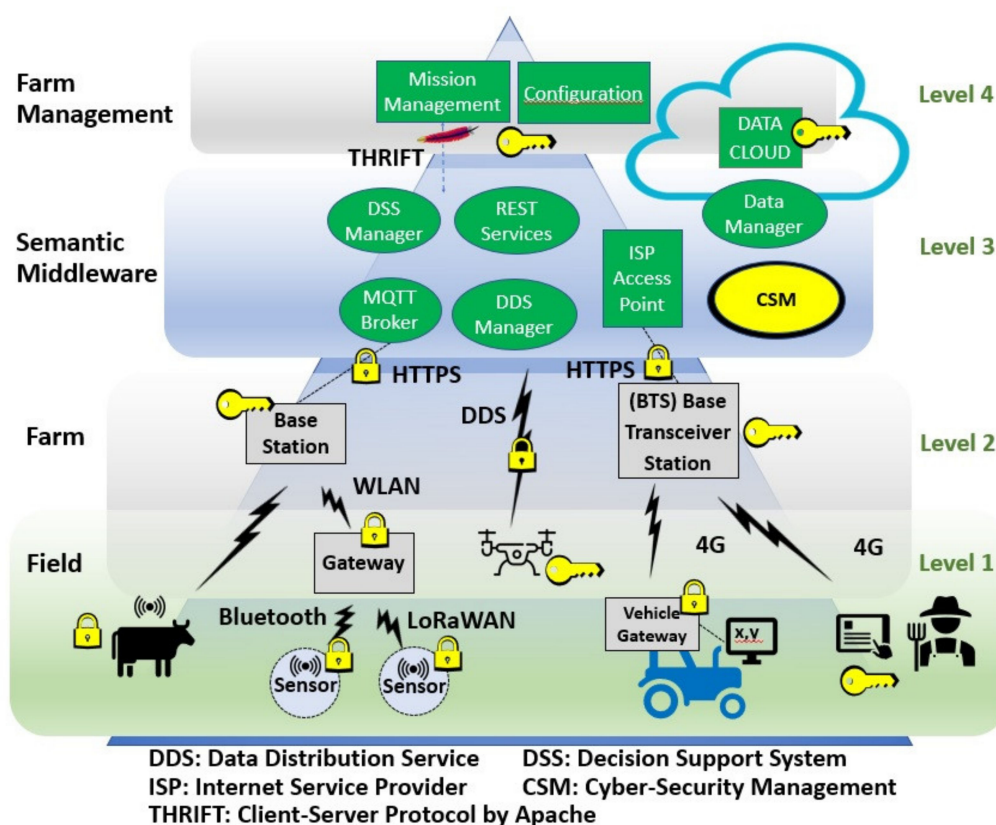 Farm
Management
Mission
Management
Configuration
DATA
CLOUD
Level 4
THRIFT
Semantic
Middleware
DSS
Manager
REST
Services
Data
Manager
Level 3
ISP
Access
Point
MQTT
Broker
DDS
Manager
CSM
HTTPS
HTTPS
Farm
Base
Station
DDS
(BTS) Base
Transceiver
Station
Level 2
WLAN
Field
Gateway
4G
4G
Level 1
Bluetooth
LoRaWAN
Vehicle
Gateway
x,v
Sensor
Sensor
DDS: Data Distribution Service
DSS: Decision Support System
ISP: Internet Service Provider
CSM: Cyber-Security Management
THRIFT: Client-Server Protocol by Apache